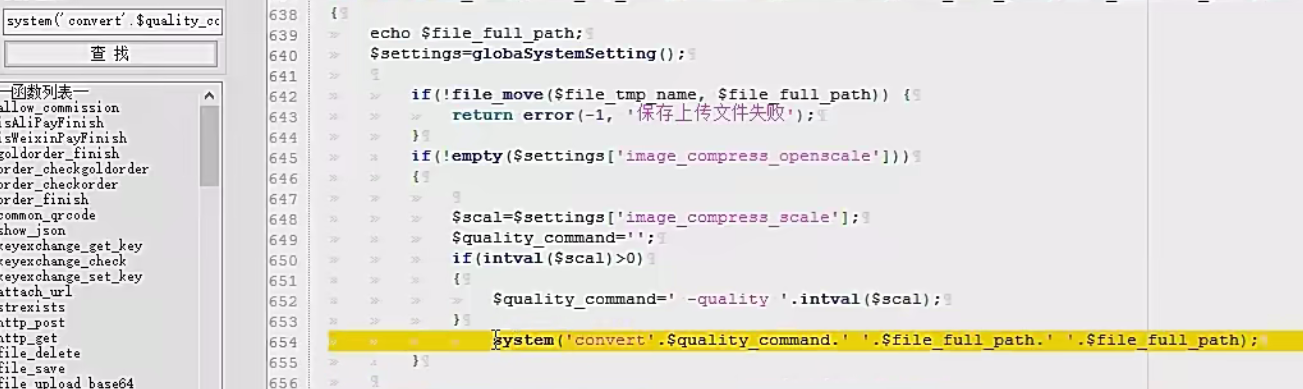 system('convert'.$quality_cc
查 找
—函数列表—
allow_commission
isAliPayFinish
isWeixinPayFinish
goldorder_finish
order_checkgoldorder
order_checkorder
order_finish
common_qrcode
show_json
keyexchange_get_key
keyexchange_check
keyexchange_set_key
attach_url
strexists
http_post
http_get
file_delete
file_save
file_upload_base64
638 {
639 echo $file_full_path;
640 $settings=globaSystemSetting();
641
642 if(!file_move($file_tmp_name, $file_full_path)) {
643 return error(-1, '保存上传文件失败');
644 }
645 if(!empty($settings['image_compress_openscale']))
646 {
647
648 $scal=$settings['image_compress_scale'];
649 $quality_command='';
650 if(intval($scal)>0)
651 {
652 $quality_command=' -quality '.intval($scal);
653 }
654 system('convert'.$quality_command.' '.$file_full_path.' '.$file_full_path);
655 }
656